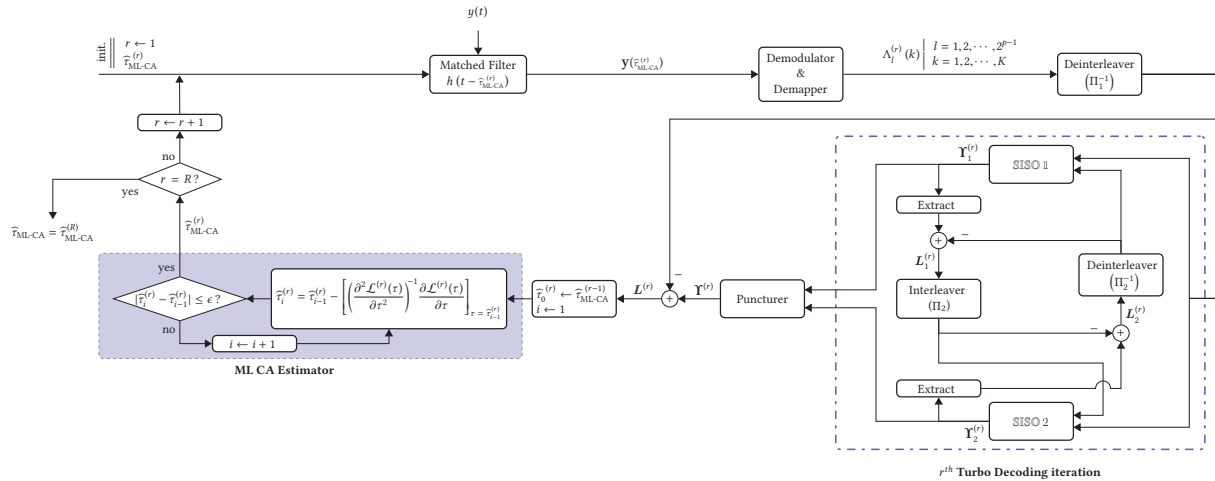 y(t)
init.
r ← 1
τ̂_ML-CA^(r)
Matched Filter
h(t − τ̂_ML-CA^(r))
y(τ̂_ML-CA^(r))
Demodulator
&
Demapper
Λ_l^(r)(k)
l = 1, 2, ⋯, 2^{p−1}
k = 1, 2, ⋯, K
Deinterleaver
(Π_1^{−1})
r ← r + 1
no
r = R ?
yes
τ̂_ML-CA = τ̂_ML-CA^(R)
τ̂_ML-CA^(r)
yes
|τ̂_i^(r) − τ̂_{i−1}^(r)| ≤ ϵ ?
no
i ← i + 1
τ̂_i^(r) = τ̂_{i−1}^(r) − [(∂²ℒ^(r)(τ)/∂τ²)^{−1} ∂ℒ^(r)(τ)/∂τ]_{τ = τ̂_{i−1}^(r)}
ML CA Estimator
τ̂_0^(r) ← τ̂_ML-CA^(r−1)
i ← 1
L^(r)
−
+
Υ^(r)
Puncturer
Υ_1^(r)
SISO 1
Extract
+
−
L_1^(r)
Interleaver
(Π_2)
Deinterleaver
(Π_2^{−1})
L_2^(r)
−
+
Extract
Υ_2^(r)
SISO 2
r^th Turbo Decoding iteration